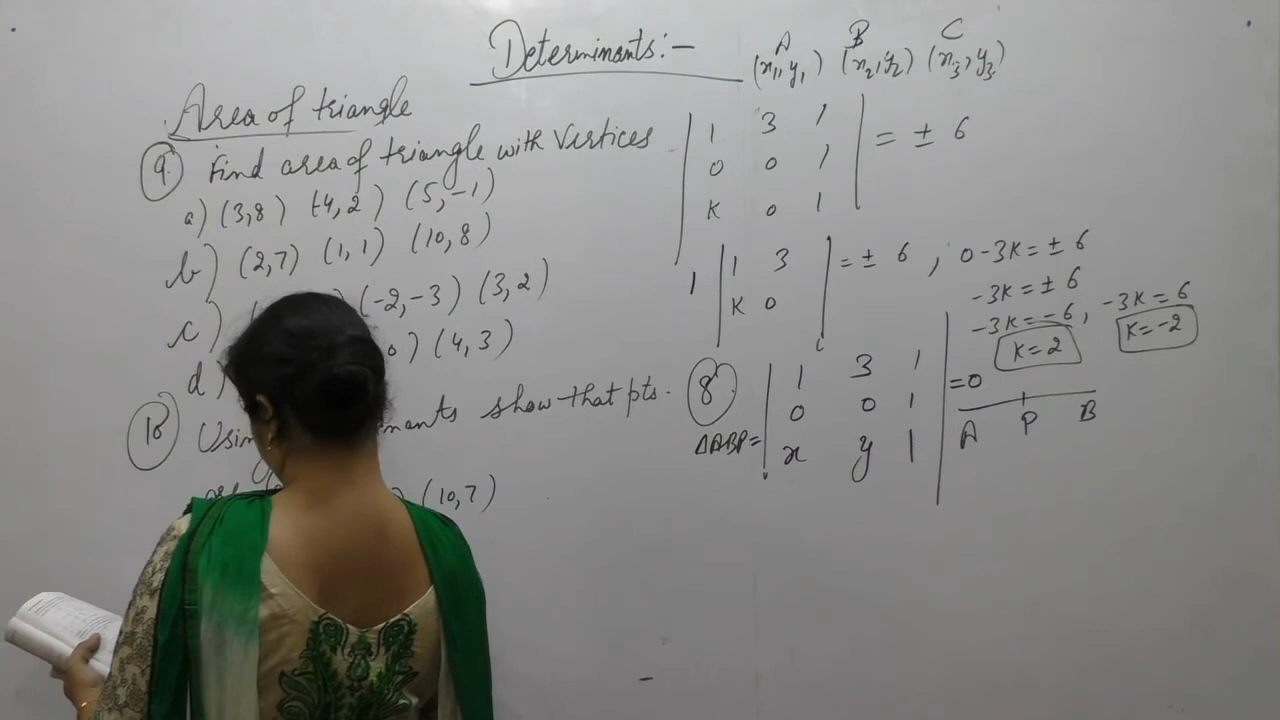 Determinants:-
A B C
(x₁, y₁) (x₂, y₂) (x₃, y₃)
Area of triangle
9. Find area of triangle with vertices
a) (3,8) (-4,2) (5,-1)
b) (2,7) (1,1) (10,8)
c) (-2,-3) (3,2)
d) (4,3)
10 show that pts.
(10,7)
| 1 3 1 |
| 0 0 1 | = ± 6
| K 0 1 |
1 | 1 3 | = ± 6 , 0-3K = ± 6
| K 0 |
-3K = ± 6
-3K = -6, -3K = 6
K = 2 K = -2
8 | 1 3 1 |
| 0 0 1 | = 0
ΔABP = | x y 1 |
A P B